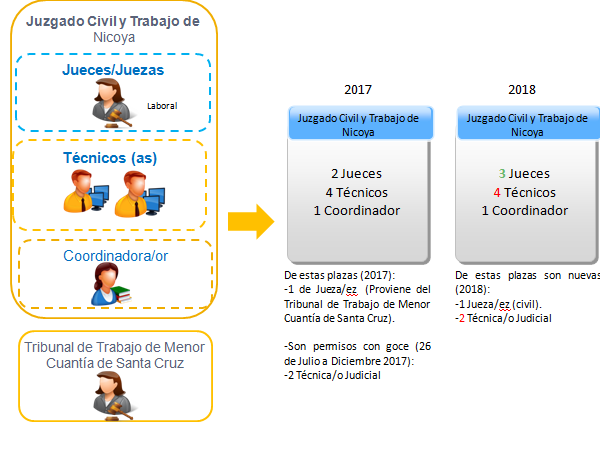 Juzgado Civil y Trabajo de
Nicoya
Jueces/Juezas
Laboral
Técnicos (as)
Coordinadora/or
Tribunal de Trabajo de Menor
Cuantía de Santa Cruz
2017
Juzgado Civil y Trabajo de
Nicoya
2 Jueces
4 Técnicos
1 Coordinador
De estas plazas (2017):
-1 de Jueza/ez (Proviene del
Tribunal de Trabajo de Menor
Cuantía de Santa Cruz).
-Son permisos con goce (26
de Julio a Diciembre 2017):
-2 Técnica/o Judicial
2018
Juzgado Civil y Trabajo de
Nicoya
3 Jueces
4 Técnicos
1 Coordinador
De estas plazas son nuevas
(2018):
-1 Jueza/ez (civil).
-2 Técnica/o Judicial